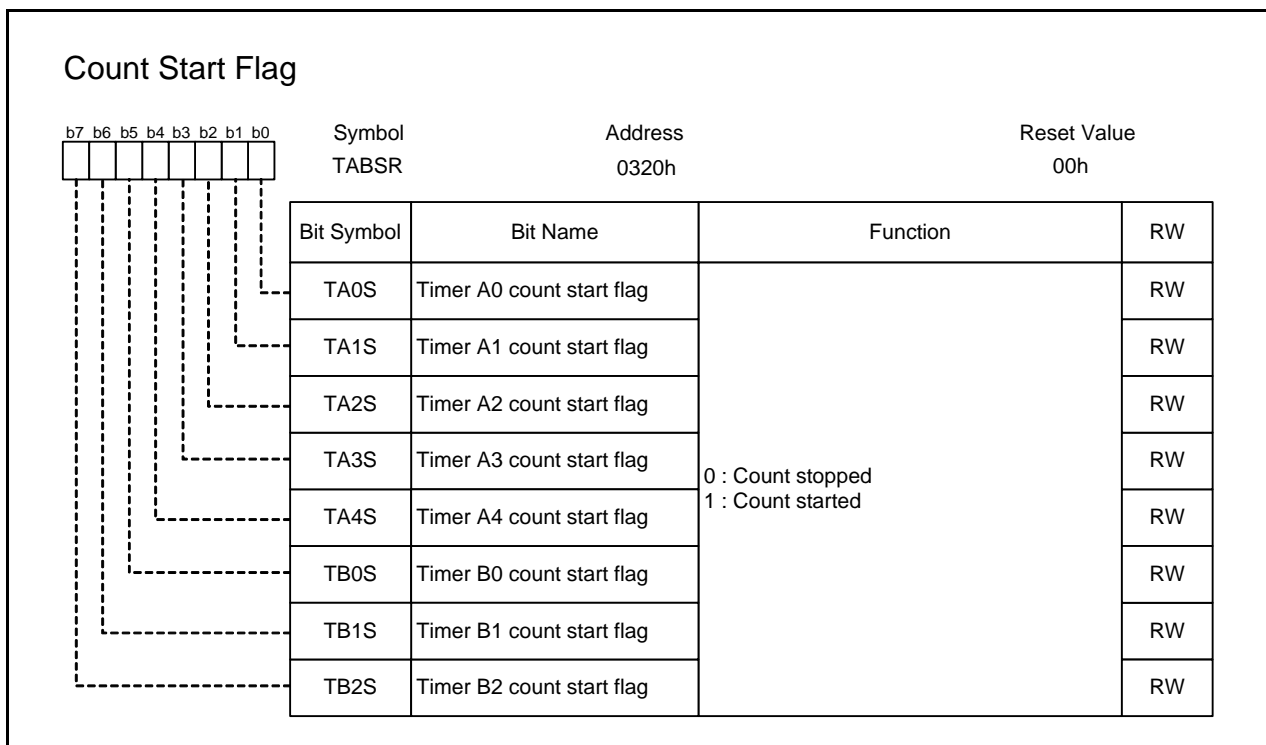 Count Start Flag
b7 b6 b5 b4 b3 b2 b1 b0
Symbol Address Reset Value
TABSR 0320h 00h
Bit Symbol Bit Name Function RW
TA0S Timer A0 count start flag RW
TA1S Timer A1 count start flag RW
TA2S Timer A2 count start flag RW
TA3S Timer A3 count start flag RW
0 : Count stopped
1 : Count started
TA4S Timer A4 count start flag RW
TB0S Timer B0 count start flag RW
TB1S Timer B1 count start flag RW
TB2S Timer B2 count start flag RW